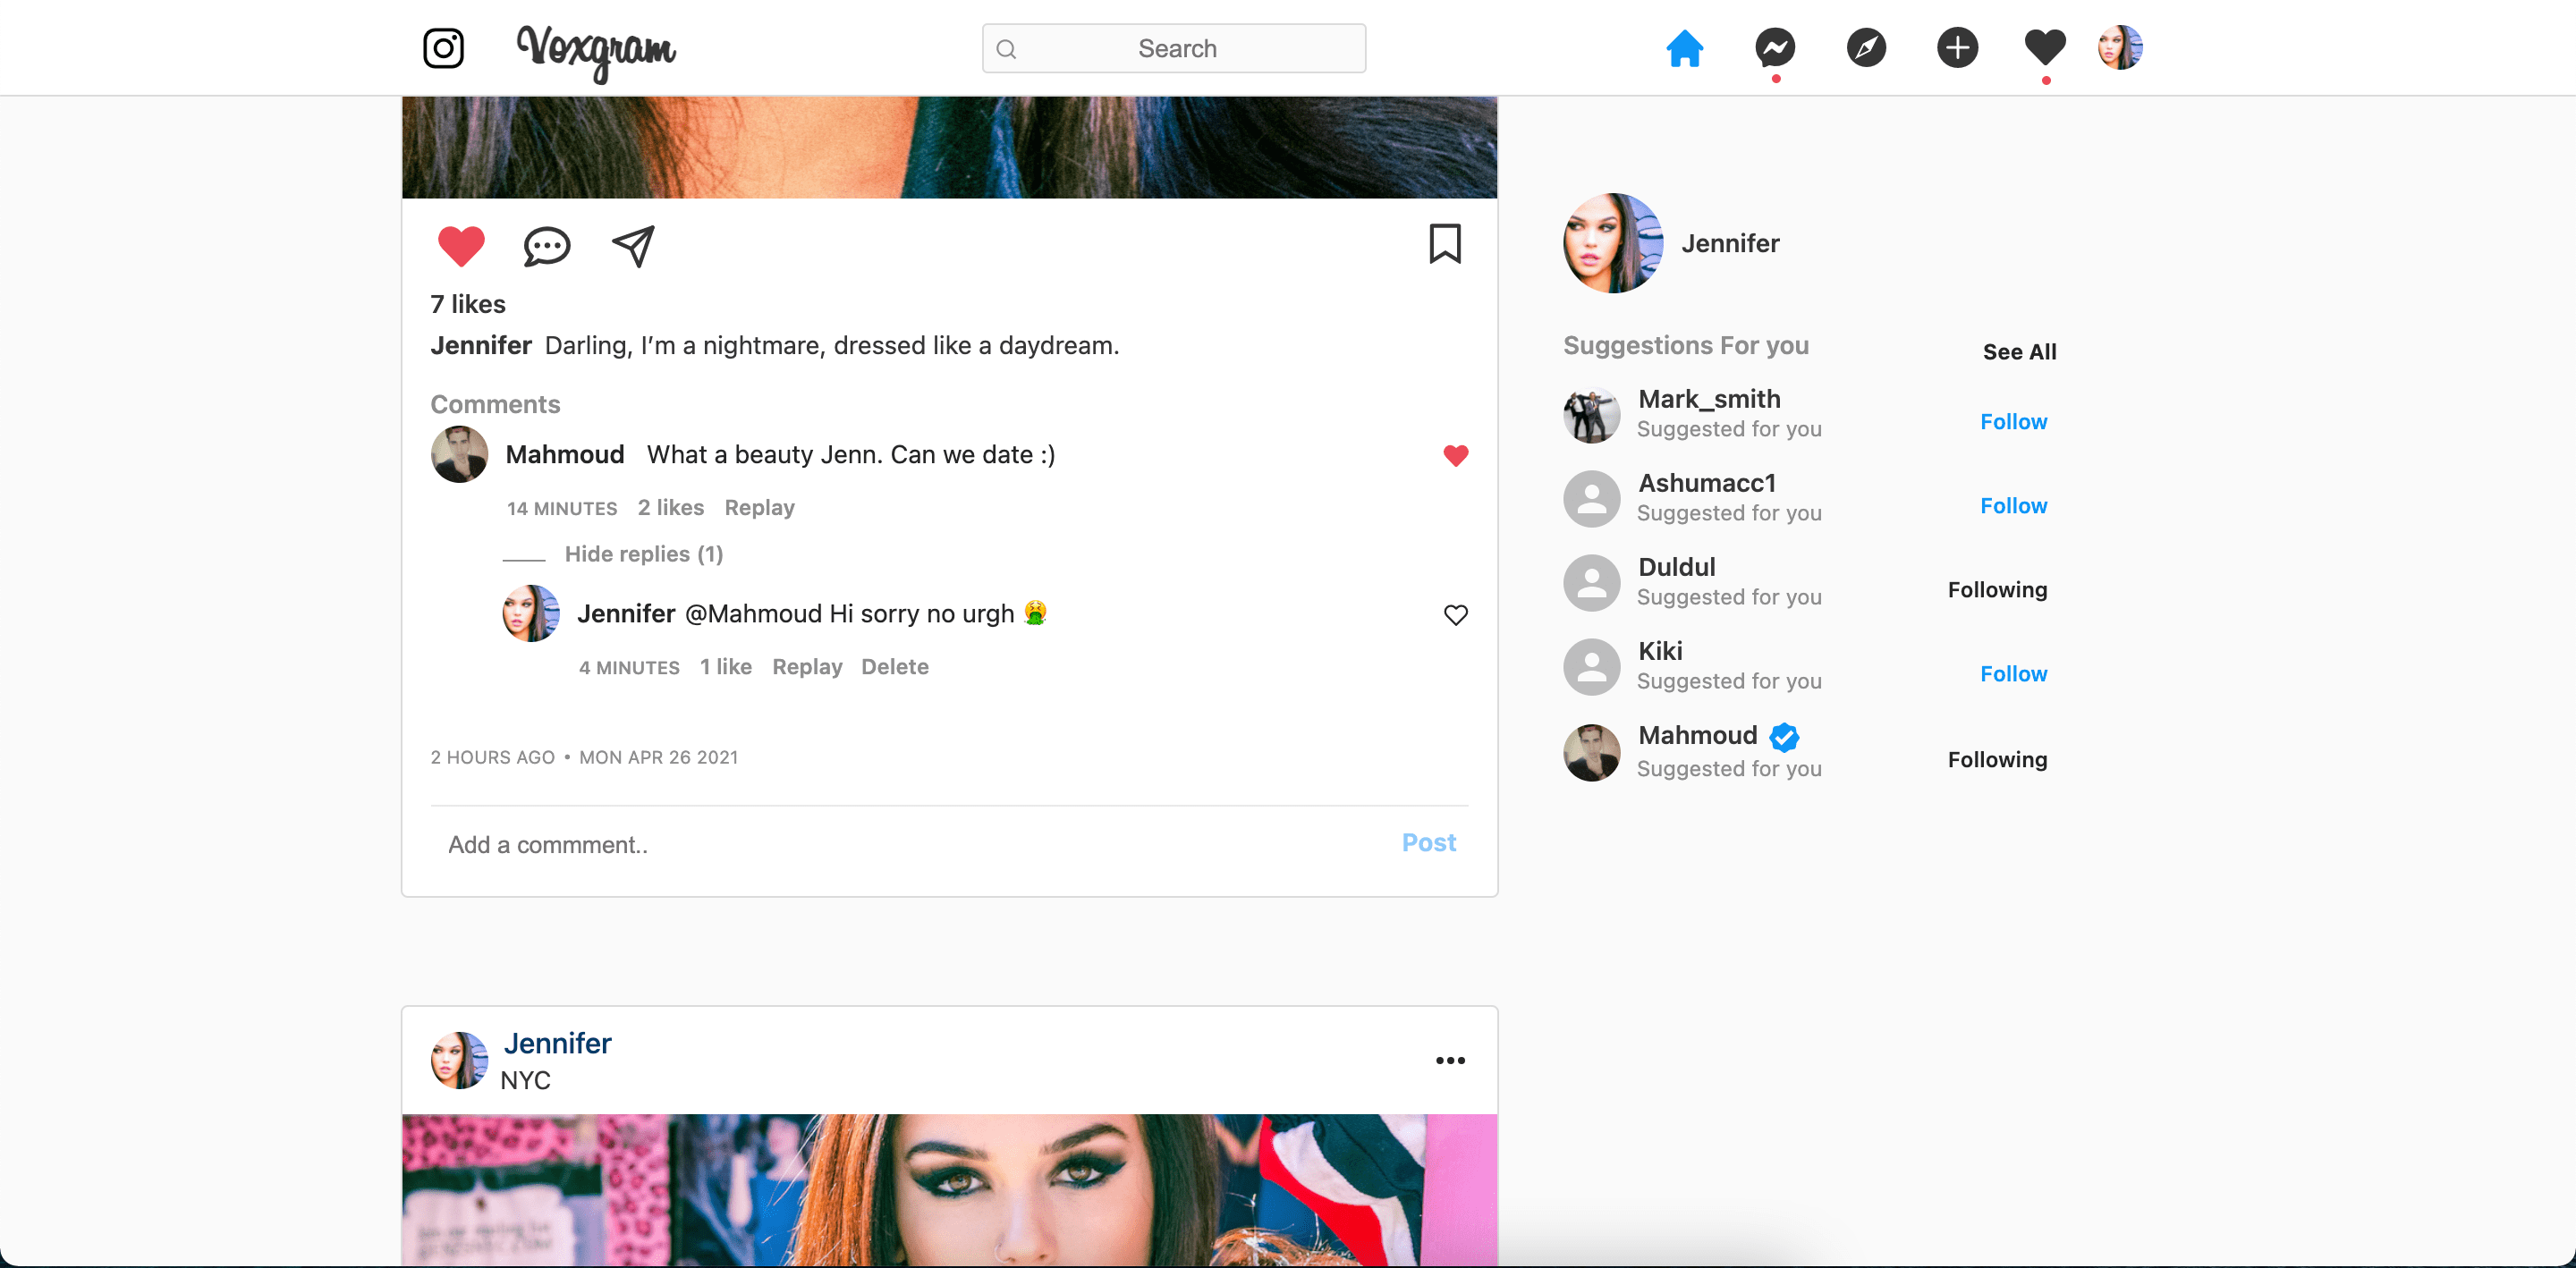 Voxgram
Search
7 likes
Jennifer Darling, I’m a nightmare, dressed like a daydream.
Comments
Mahmoud What a beauty Jenn. Can we date :)
14 MINUTES 2 likes Replay
Hide replies (1)
Jennifer @Mahmoud Hi sorry no urgh 🤮
4 MINUTES 1 like Replay Delete
2 HOURS AGO • MON APR 26 2021
Add a commment..
Post
Jennifer
NYC
Jennifer
Suggestions For you
See All
Mark_smith
Suggested for you
Follow
Ashumacc1
Suggested for you
Follow
Duldul
Suggested for you
Following
Kiki
Suggested for you
Follow
Mahmoud
Suggested for you
Following